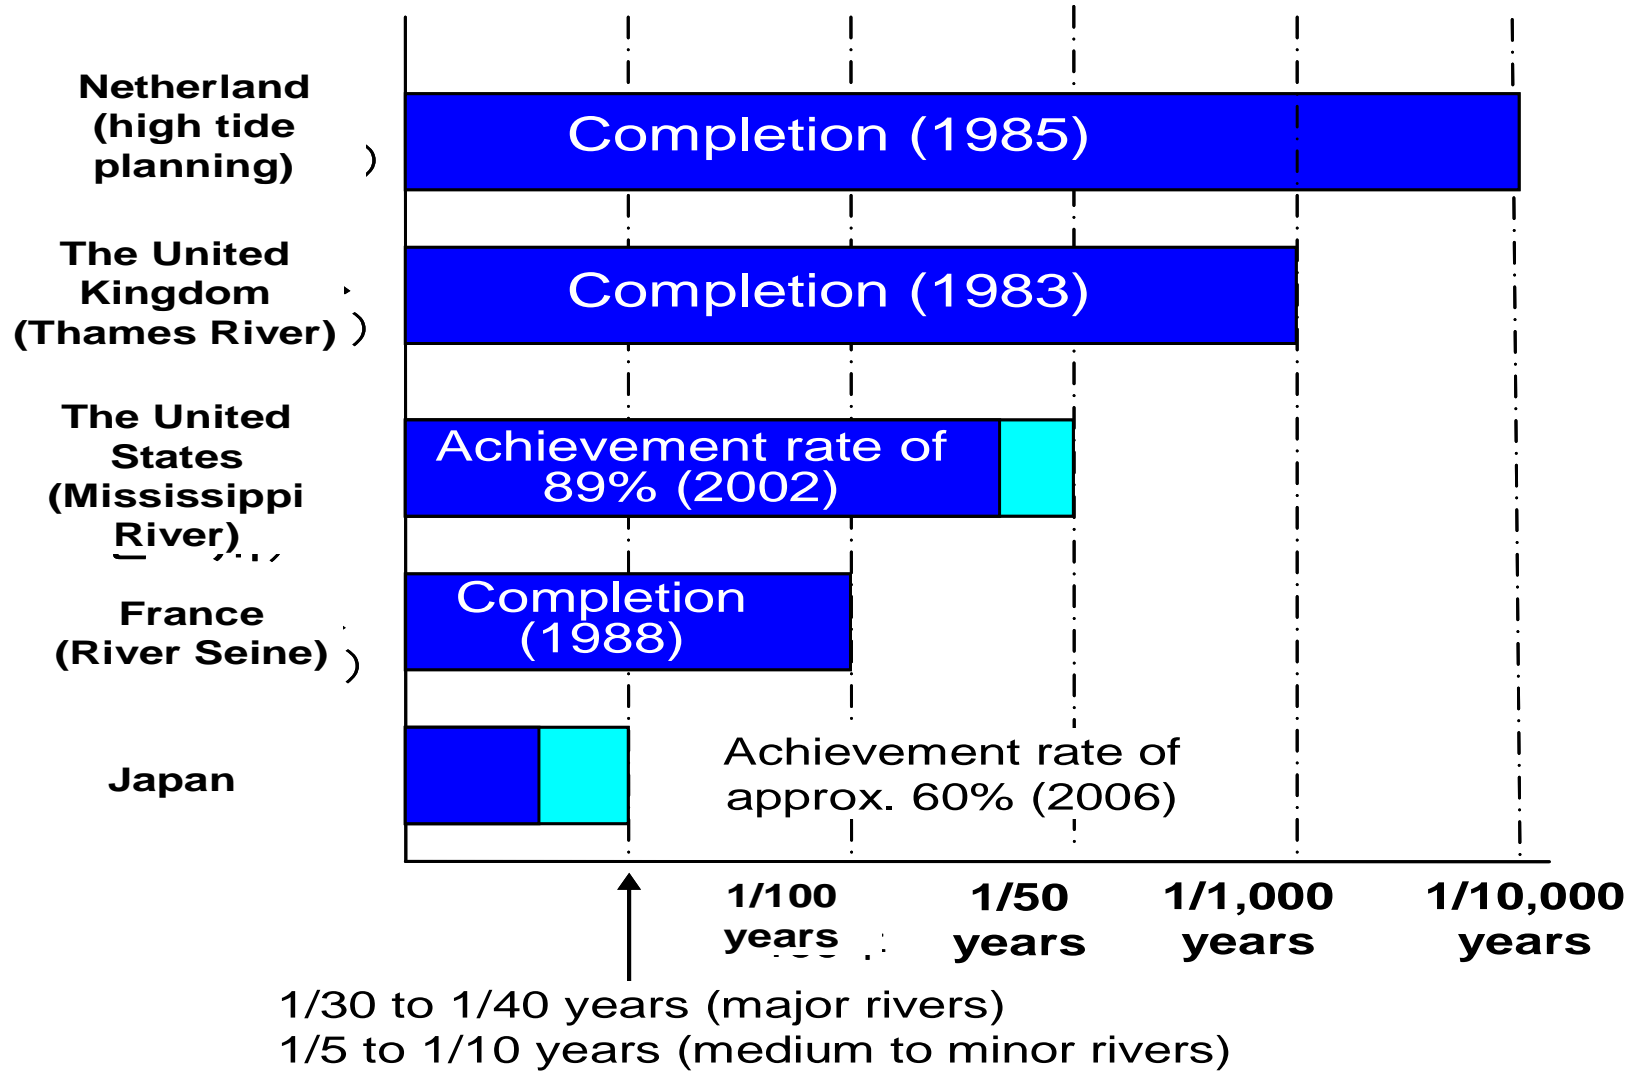 Netherland
(high tide
planning)
Completion (1985)
The United
Kingdom
(Thames River)
Completion (1983)
The United
States
(Mississippi
River)
Achievement rate of
89% (2002)
France
(River Seine)
Completion
(1988)
Japan
Achievement rate of
approx. 60% (2006)
1/100
years
1/50
years
1/1,000
years
1/10,000
years
1/30 to 1/40 years (major rivers)
1/5 to 1/10 years (medium to minor rivers)